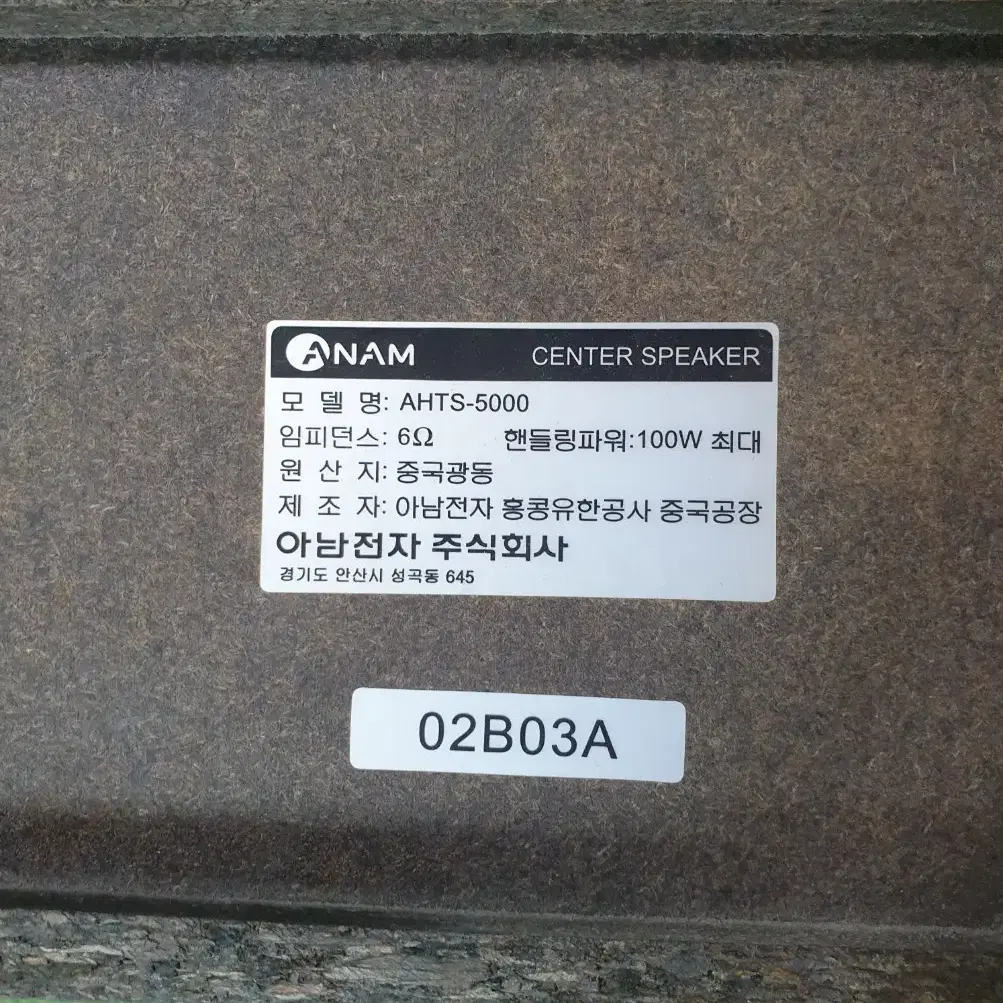 ANAM CENTER SPEAKER
모 델 명: AHTS-5000
임피던스: 6Ω 핸들링파워:100W 최대
원 산 지: 중국광동
제 조 자: 아남전자 홍콩유한공사 중국공장
아남전자 주식회사
경기도 안산시 성곡동 645
02B03A